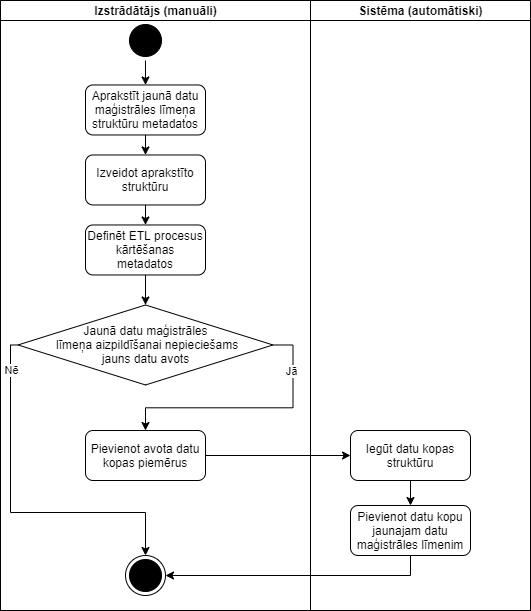 Izstrādātājs (manuāli)
Sistēma (automātiski)
Aprakstīt jaunā datu
maģistrāles līmeņa
struktūru metadatos
Izveidot aprakstīto
struktūru
Definēt ETL procesus
kārtēšanas
metadatos
Jaunā datu maģistrāles
līmeņa aizpildīšanai nepieciešams
jauns datu avots
Nē
Jā
Pievienot avota datu
kopas piemērus
Iegūt datu kopas
struktūru
Pievienot datu kopu
jaunajam datu
maģistrāles līmenim